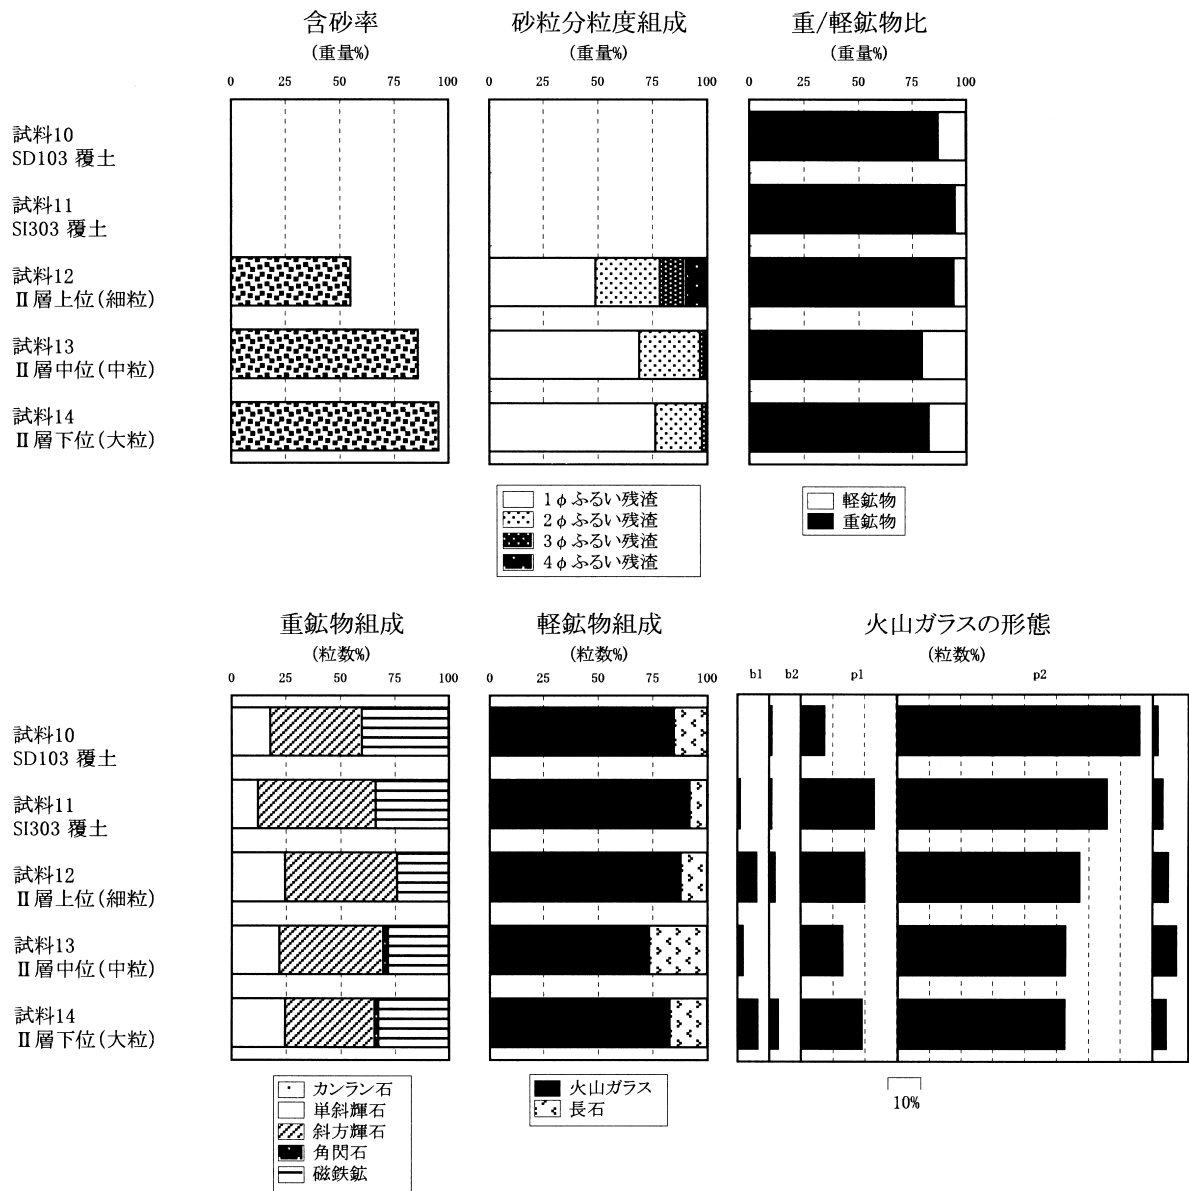 含砂率
(重量%)
0 25 50 75 100
砂粒分粒度組成
(重量%)
0 25 50 75 100
重/軽鉱物比
(重量%)
0 25 50 75 100
試料10
SD103 覆土
試料11
SI303 覆土
試料12
Ⅱ層上位(細粒)
試料13
Ⅱ層中位(中粒)
試料14
Ⅱ層下位(大粒)
1φふるい残渣
2φふるい残渣
3φふるい残渣
4φふるい残渣
軽鉱物
重鉱物
重鉱物組成
(粒数%)
0 25 50 75 100
軽鉱物組成
(粒数%)
0 25 50 75 100
火山ガラスの形態
(粒数%)
b1 b2 p1 p2
試料10
SD103 覆土
試料11
SI303 覆土
試料12
Ⅱ層上位(細粒)
試料13
Ⅱ層中位(中粒)
試料14
Ⅱ層下位(大粒)
カンラン石
単斜輝石
斜方輝石
角閃石
磁鉄鉱
火山ガラス
長石
10%